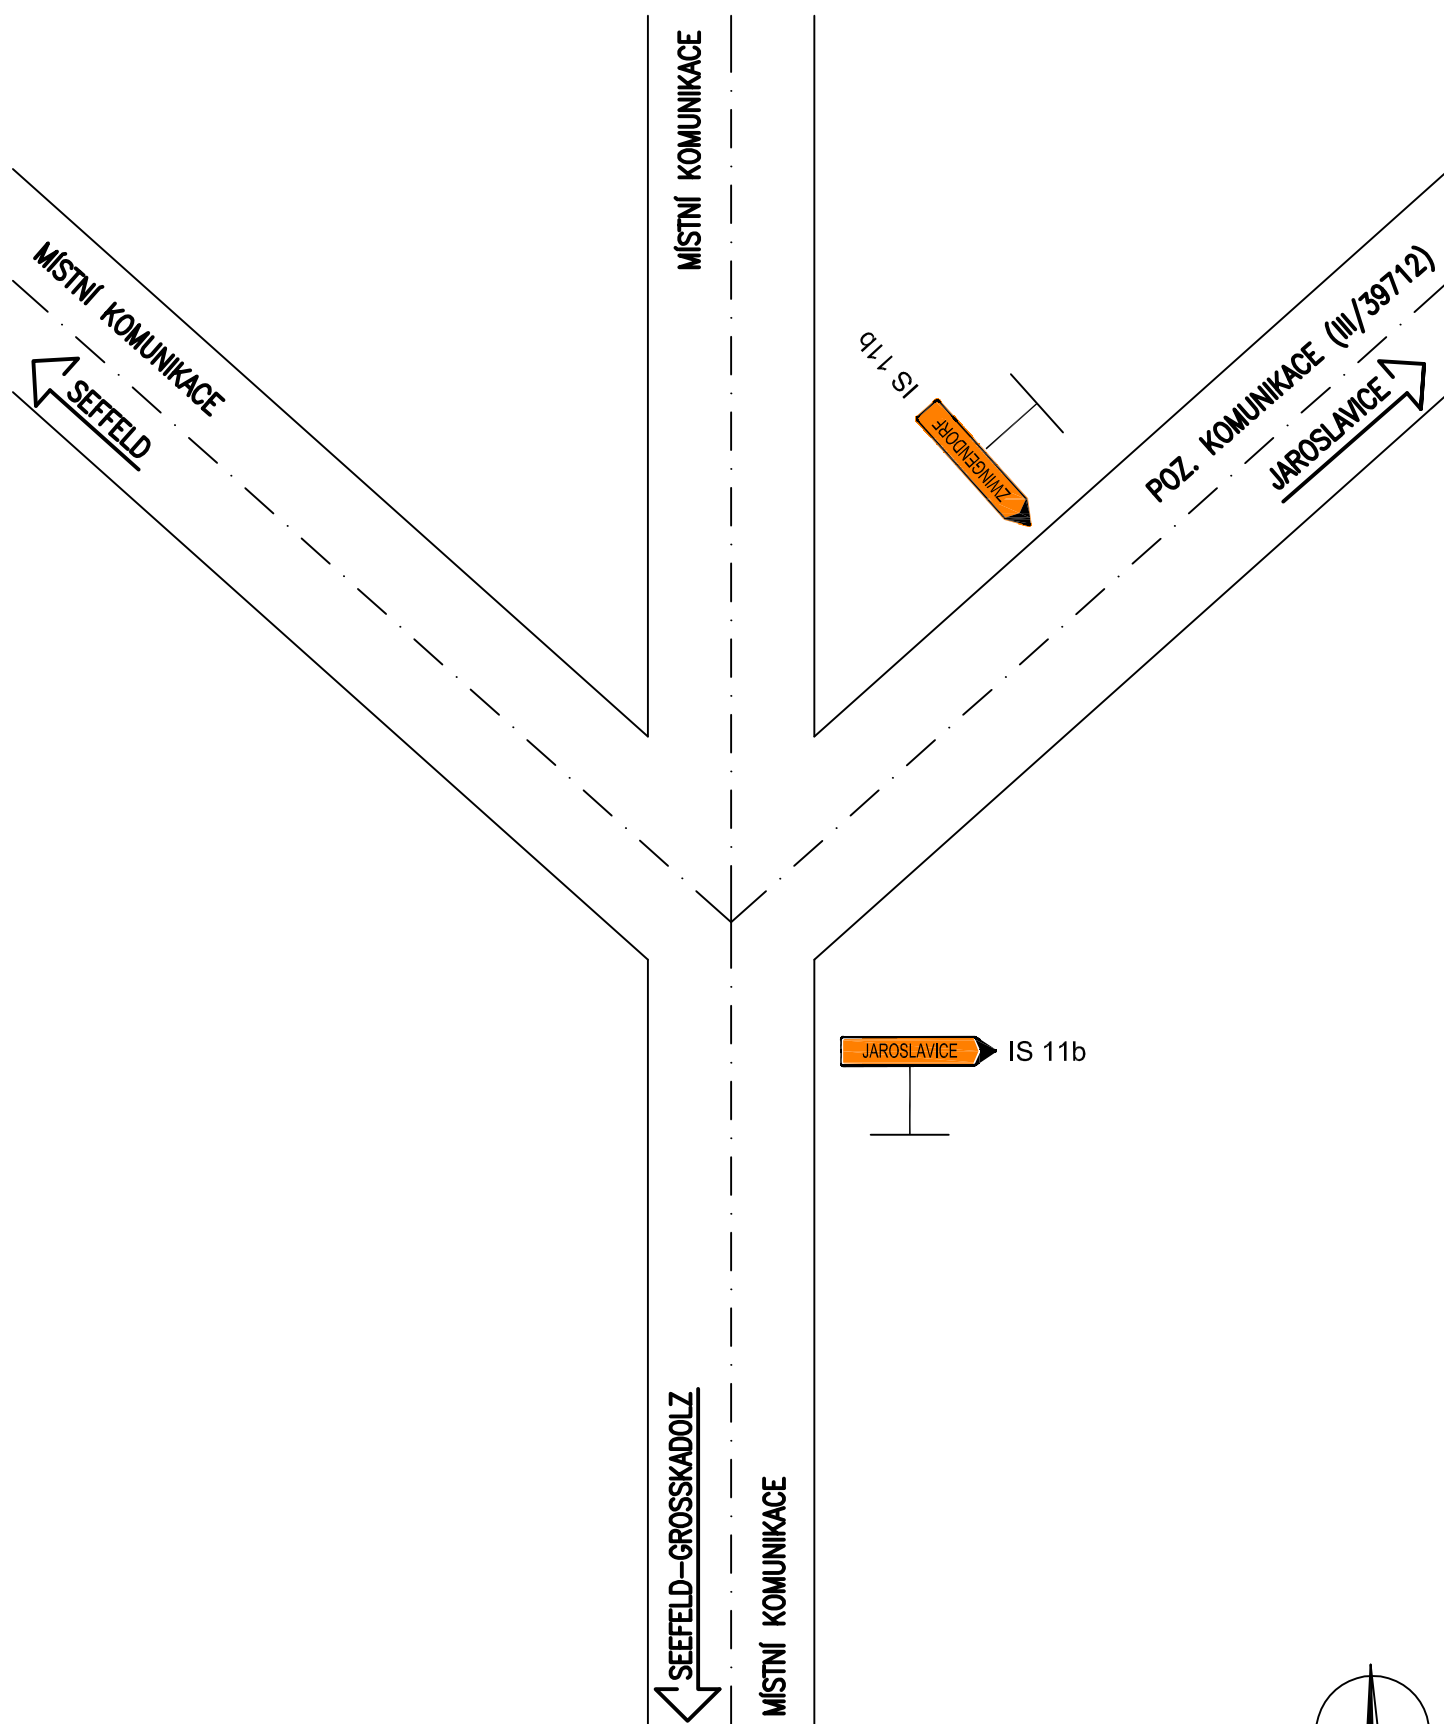 MÍSTNÍ KOMUNIKACE
MÍSTNÍ KOMUNIKACE
SEFFELD
IS 11b
ZWINGENDORF
POZ. KOMUNIKACE (III/39712)
JAROSLAVICE
JAROSLAVICE
IS 11b
SEEFELD-GROSSKADOLZ
MÍSTNÍ KOMUNIKACE